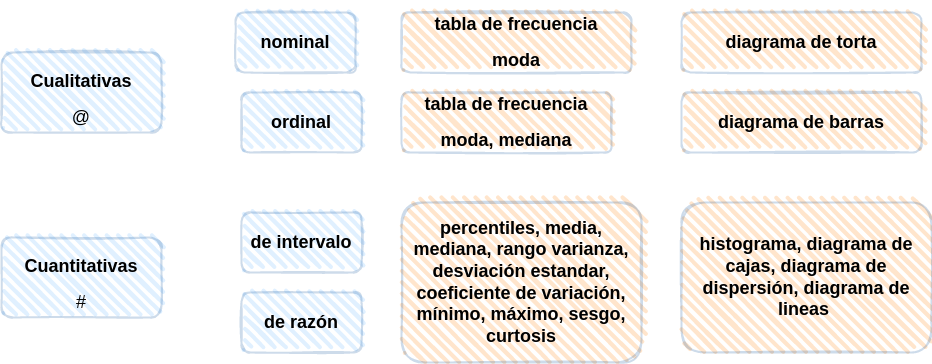 Cualitativas
@
nominal
tabla de frecuencia
moda
diagrama de torta
ordinal
tabla de frecuencia
moda, mediana
diagrama de barras
Cuantitativas
#
de intervalo
de razón
percentiles, media,
mediana, rango varianza,
desviación estandar,
coeficiente de variación,
mínimo, máximo, sesgo,
curtosis
histograma, diagrama de
cajas, diagrama de
dispersión, diagrama de
lineas